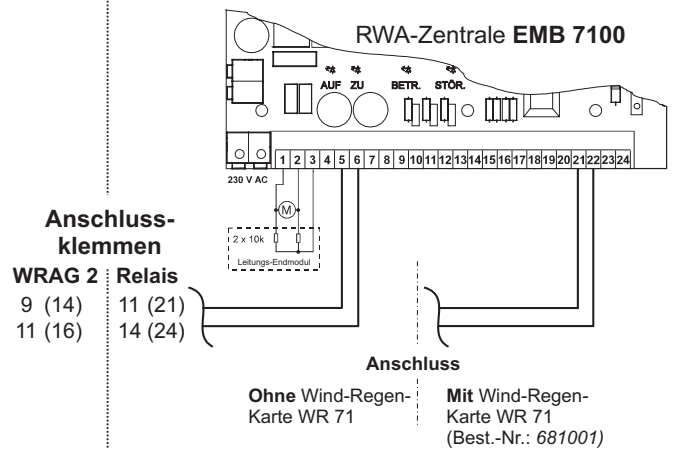 RWA-Zentrale EMB 7100
AUF ZU BETR. STÖR.
1 2 3 4 5 6 7 8 9 10 11 12 13 14 15 16 17 18 19 20 21 22 23 24
230 V AC
M
2 x 10k
Leitungs-Endmodul
Anschluss-
klemmen
WRAG 2 Relais
9 (14) 11 (21)
11 (16) 14 (24)
Anschluss
Ohne Wind-Regen-
Karte WR 71
Mit Wind-Regen-
Karte WR 71
(Best.-Nr.: 681001)